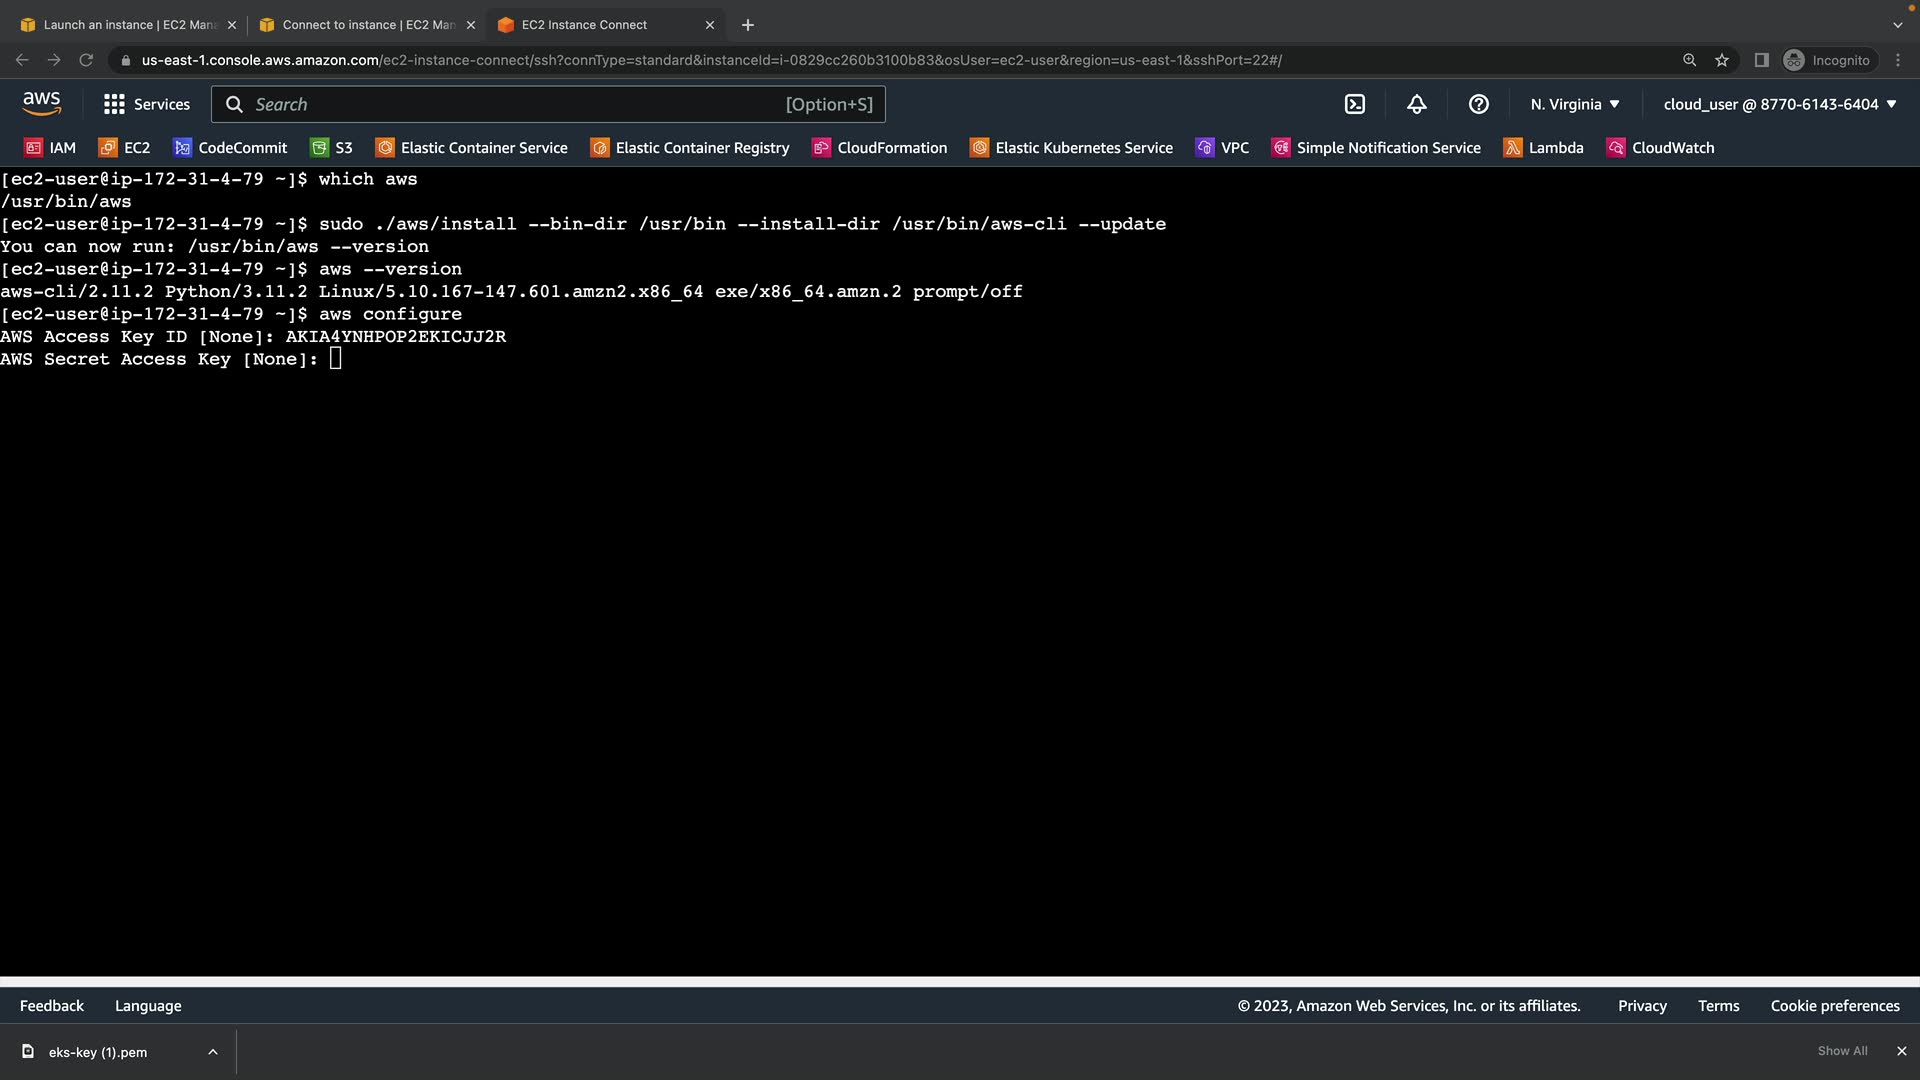 Launch an instance | EC2 Mana
Connect to instance | EC2 Man
EC2 Instance Connect
us-east-1.console.aws.amazon.com/ec2-instance-connect/ssh?connType=standard&instanceId=i-0829cc260b3100b83&osUser=ec2-user&region=us-east-1&sshPort=22#/
Incognito
aws
Services
Search
[Option+S]
N. Virginia
cloud_user @ 8770-6143-6404
IAM
EC2
CodeCommit
S3
Elastic Container Service
Elastic Container Registry
CloudFormation
Elastic Kubernetes Service
VPC
Simple Notification Service
Lambda
CloudWatch
[ec2-user@ip-172-31-4-79 ~]$ which aws
/usr/bin/aws
[ec2-user@ip-172-31-4-79 ~]$ sudo ./aws/install --bin-dir /usr/bin --install-dir /usr/bin/aws-cli --update
You can now run: /usr/bin/aws --version
[ec2-user@ip-172-31-4-79 ~]$ aws --version
aws-cli/2.11.2 Python/3.11.2 Linux/5.10.167-147.601.amzn2.x86_64 exe/x86_64.amzn.2 prompt/off
[ec2-user@ip-172-31-4-79 ~]$ aws configure
AWS Access Key ID [None]: AKIA4YNHPOP2EKICJJ2R
AWS Secret Access Key [None]:
Feedback
Language
© 2023, Amazon Web Services, Inc. or its affiliates.
Privacy
Terms
Cookie preferences
eks-key (1).pem
Show All